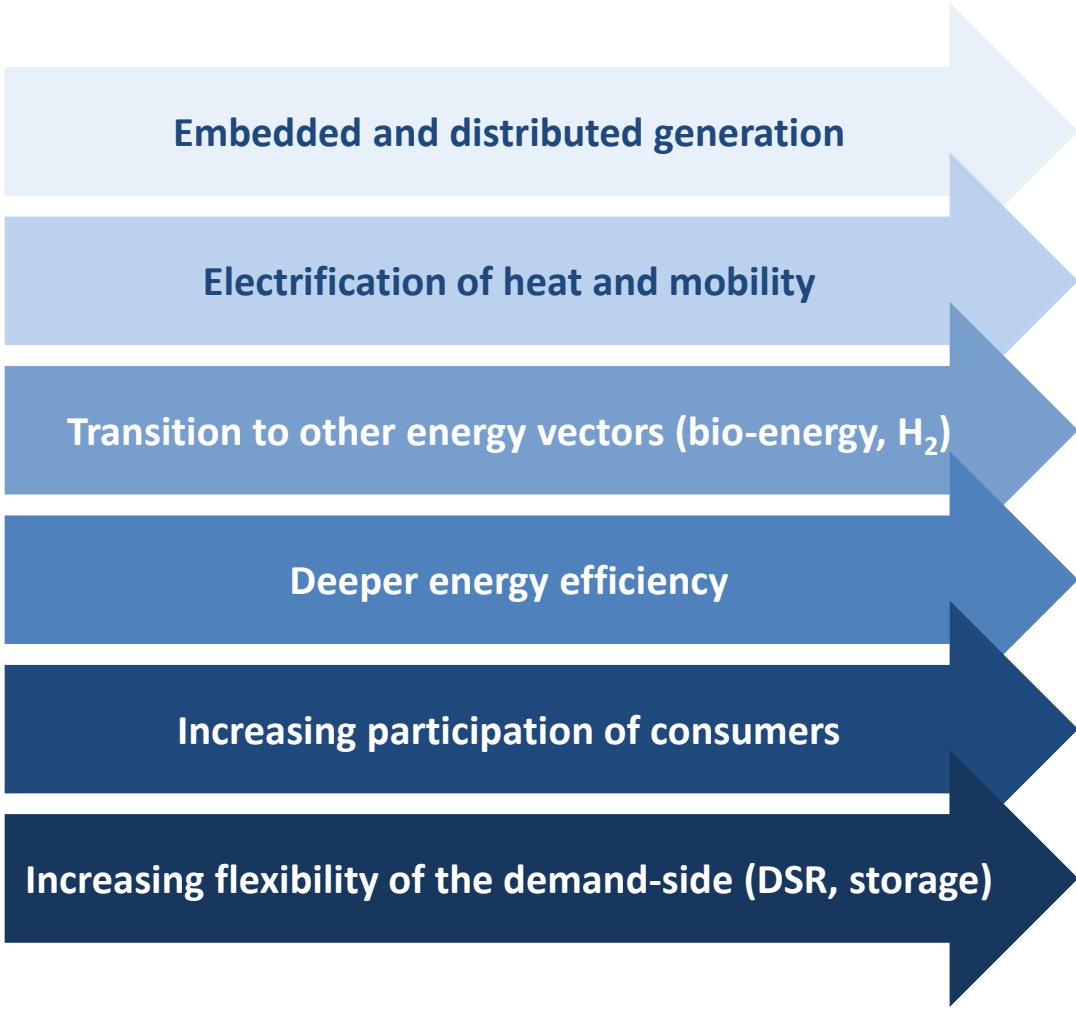 Embedded and distributed generation
Electrification of heat and mobility
Transition to other energy vectors (bio-energy, H₂)
Deeper energy efficiency
Increasing participation of consumers
Increasing flexibility of the demand-side (DSR, storage)